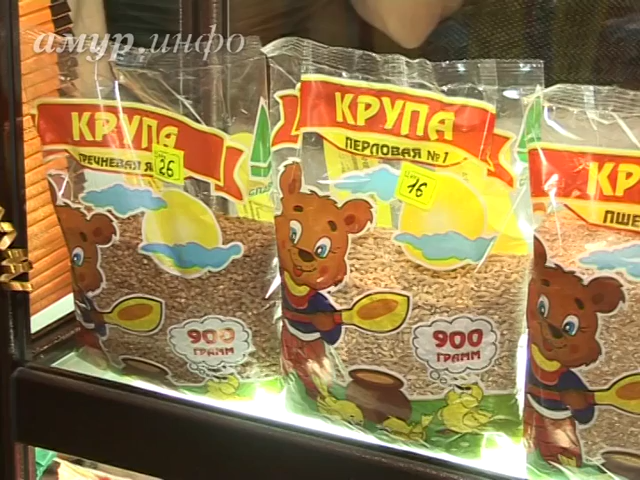 амур.инфо
КРУПА
ГРЕЧНЕВАЯ Я
26
900
ГРАММ
КРУПА
ПЕРЛОВАЯ №1
16
900
ГРАММ
КР
ПШЕ